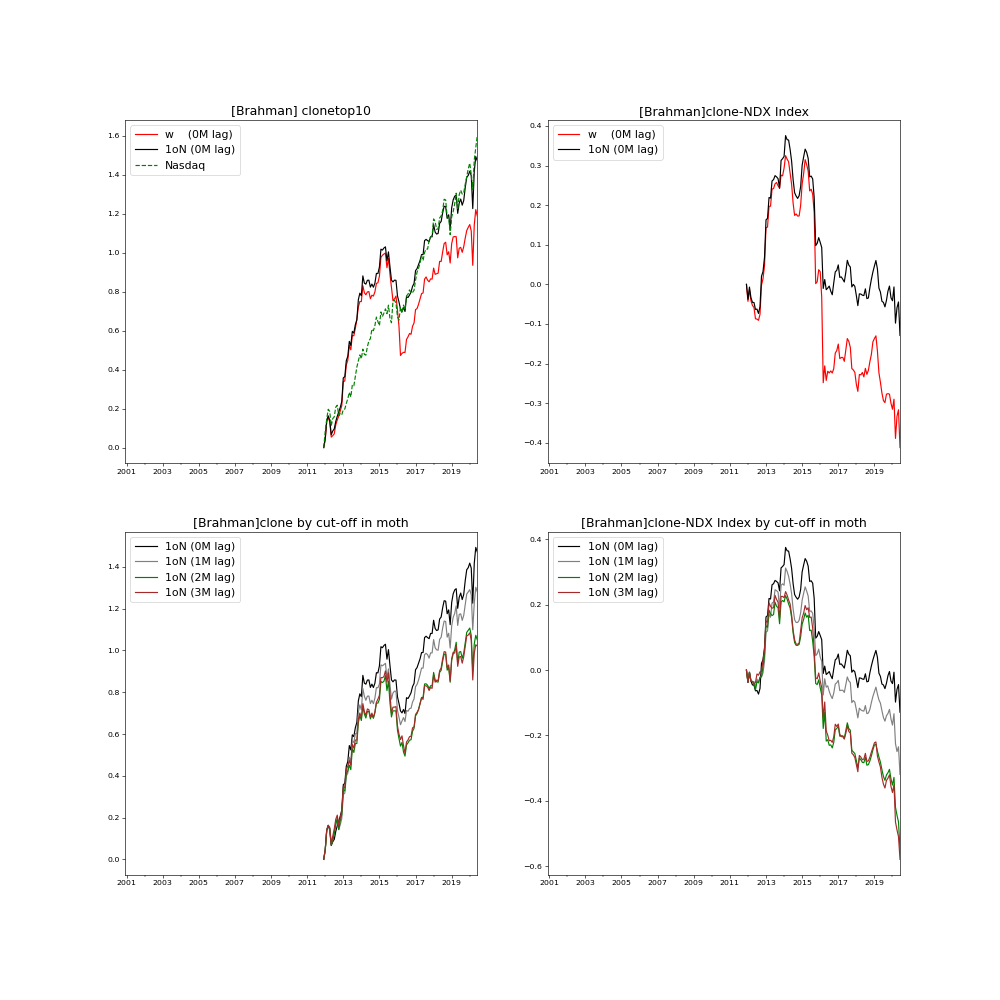 [Brahman] clonetop10
w (0M lag)
1oN (0M lag)
Nasdaq
1.6
1.4
1.2
1.0
0.8
0.6
0.4
0.2
0.0
2001 2003 2005 2007 2009 2011 2013 2015 2017 2019
[Brahman]clone-NDX Index
w (0M lag)
1oN (0M lag)
0.4
0.3
0.2
0.1
0.0
−0.1
−0.2
−0.3
−0.4
2001 2003 2005 2007 2009 2011 2013 2015 2017 2019
[Brahman]clone by cut-off in moth
1oN (0M lag)
1oN (1M lag)
1oN (2M lag)
1oN (3M lag)
1.4
1.2
1.0
0.8
0.6
0.4
0.2
0.0
2001 2003 2005 2007 2009 2011 2013 2015 2017 2019
[Brahman]clone-NDX Index by cut-off in moth
1oN (0M lag)
1oN (1M lag)
1oN (2M lag)
1oN (3M lag)
0.4
0.2
0.0
−0.2
−0.4
−0.6
2001 2003 2005 2007 2009 2011 2013 2015 2017 2019